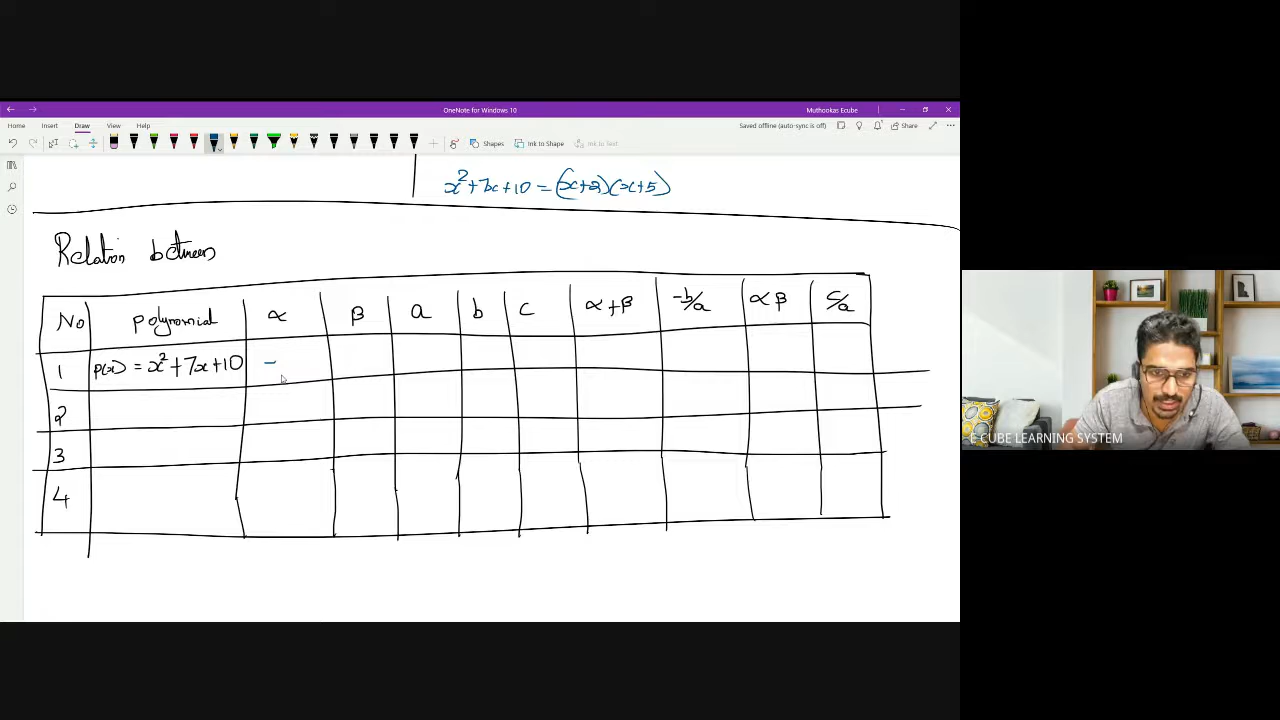 OneNote for Windows 10
Muthookas Ecube
Home Insert Draw View Help
Saved offline (auto-sync is off)
Share
Shapes
Ink to Shape
Ink to Text
x²+7x+10=(x+2)(x+5)
Relation between
No Polynomial α β a b c α+β -b/a αβ c/a
1 p(x) = x²+7x+10 -
2
3
4
E CUBE LEARNING SYSTEM